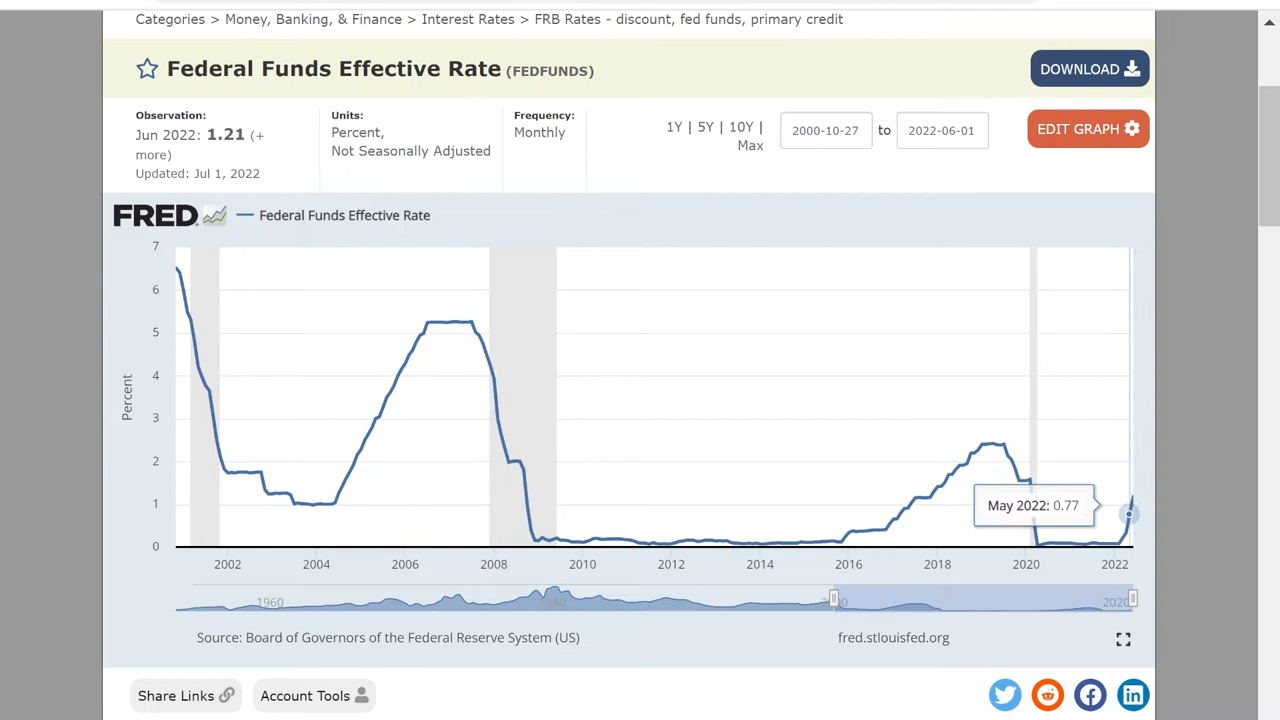 Categories > Money, Banking, & Finance > Interest Rates > FRB Rates - discount, fed funds, primary credit
Federal Funds Effective Rate (FEDFUNDS)
DOWNLOAD
Observation:
Jun 2022: 1.21 (+
more)
Updated: Jul 1, 2022
Units:
Percent,
Not Seasonally Adjusted
Frequency:
Monthly
1Y | 5Y | 10Y |
Max
2000-10-27 to 2022-06-01
EDIT GRAPH
FRED
Federal Funds Effective Rate
7
6
5
4
3
2
1
0
Percent
May 2022: 0.77
2002 2004 2006 2008 2010 2012 2014 2016 2018 2020 2022
1960 1980 2000 2020
Source: Board of Governors of the Federal Reserve System (US)
fred.stlouisfed.org
Share Links
Account Tools